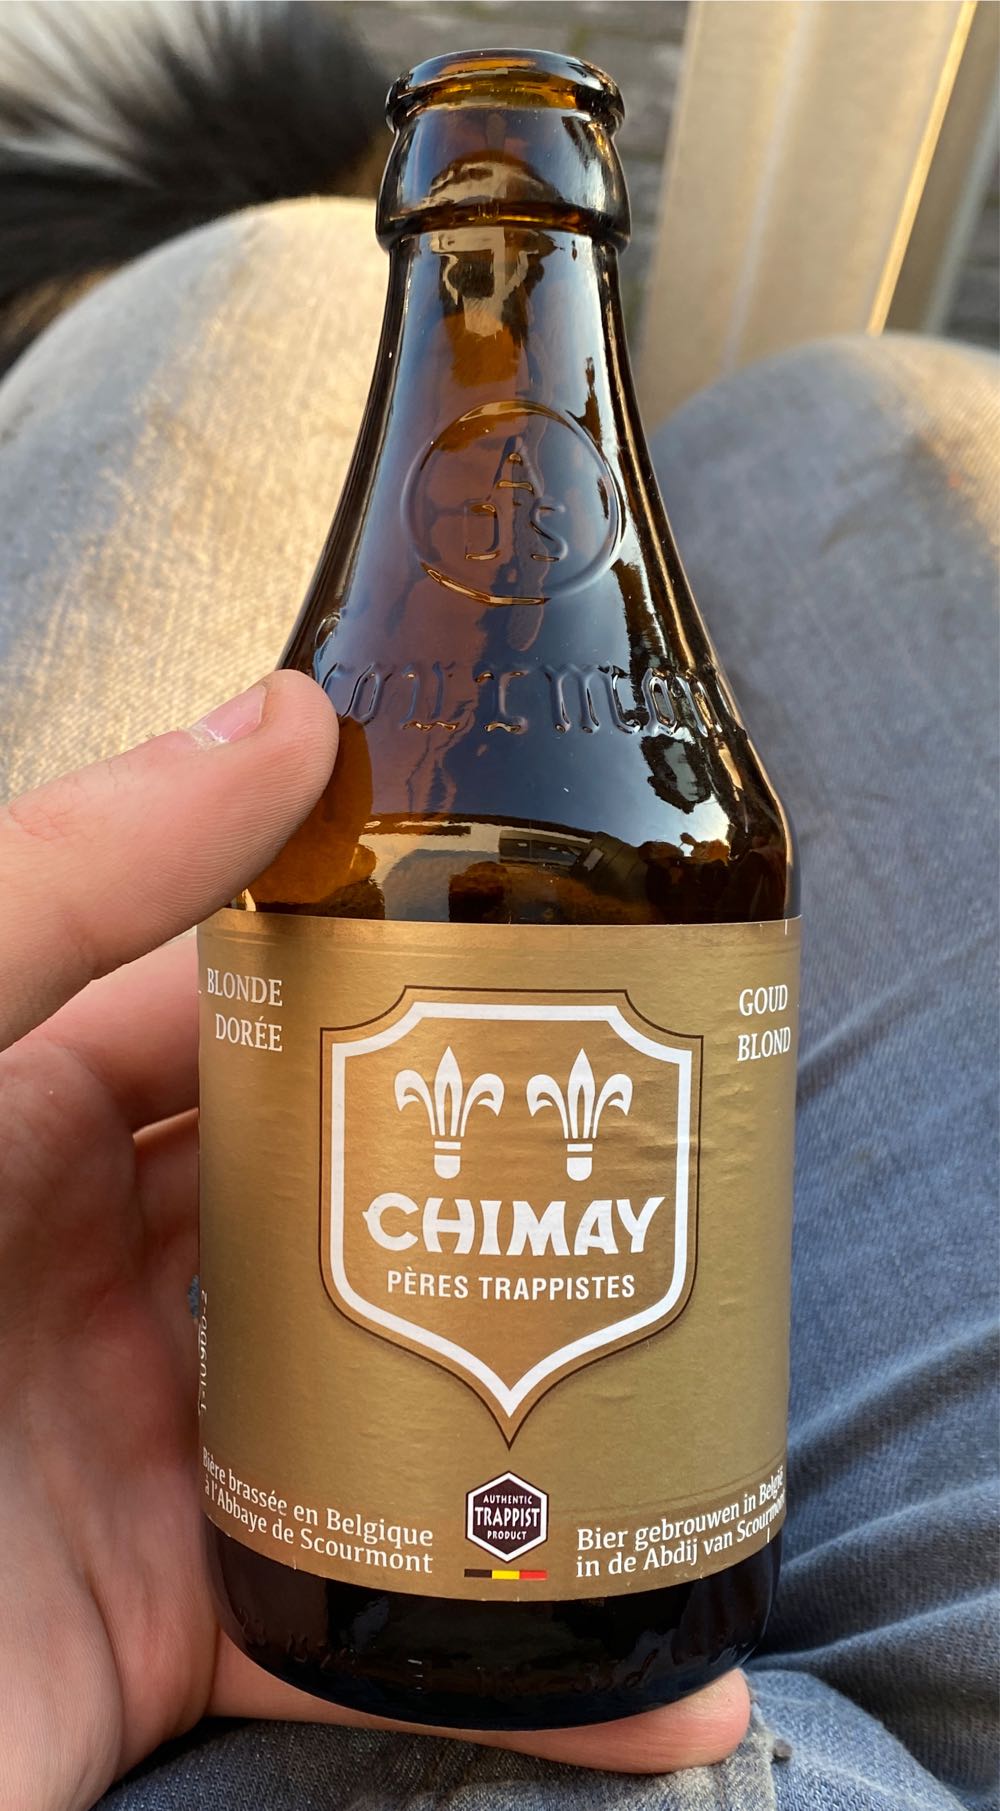 A
DS
BLONDE
DORÉE
GOUD
BLOND
CHIMAY
PÈRES TRAPPISTES
Bière brassée en Belgique
à l'Abbaye de Scourmont
AUTHENTIC
TRAPPIST
PRODUCT
Bier gebrouwen in België
in de Abdij van Scourmont